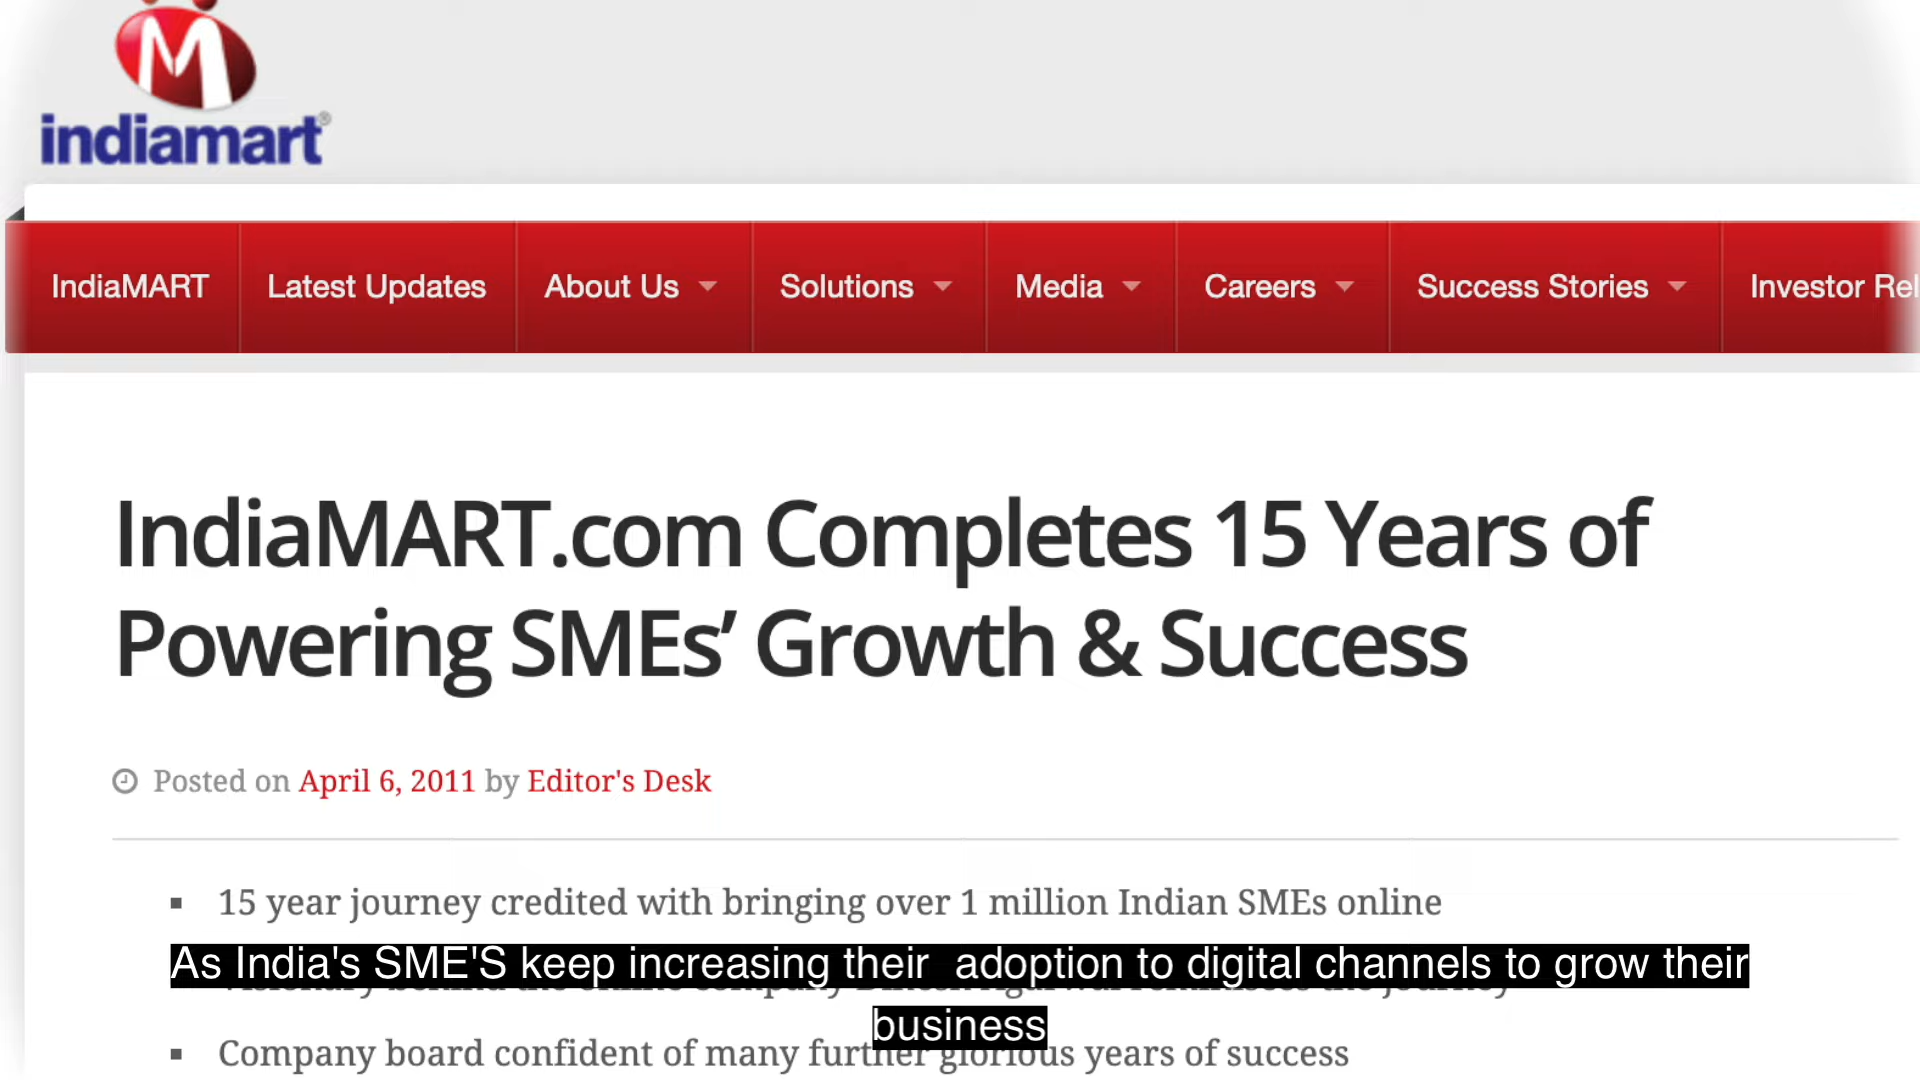 indiamart®
IndiaMART Latest Updates About Us Solutions Media Careers Success Stories Investor Rel
IndiaMART.com Completes 15 Years of
Powering SMEs’ Growth & Success
Posted on April 6, 2011 by Editor's Desk
15 year journey credited with bringing over 1 million Indian SMEs online
As India's SME'S keep increasing their adoption to digital channels to grow their
business
Company board confident of many further glorious years of success